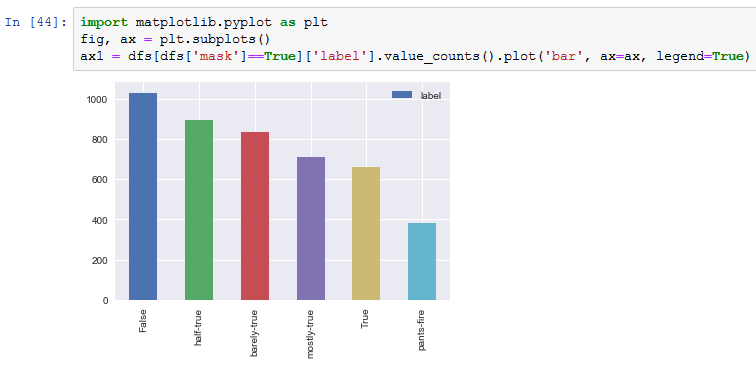 In [44]: import matplotlib.pyplot as plt
fig, ax = plt.subplots()
ax1 = dfs[dfs['mask']==True]['label'].value_counts().plot('bar', ax=ax, legend=True)
label
1000
800
600
400
200
0
False
half-true
barely-true
mostly-true
True
pants-fire